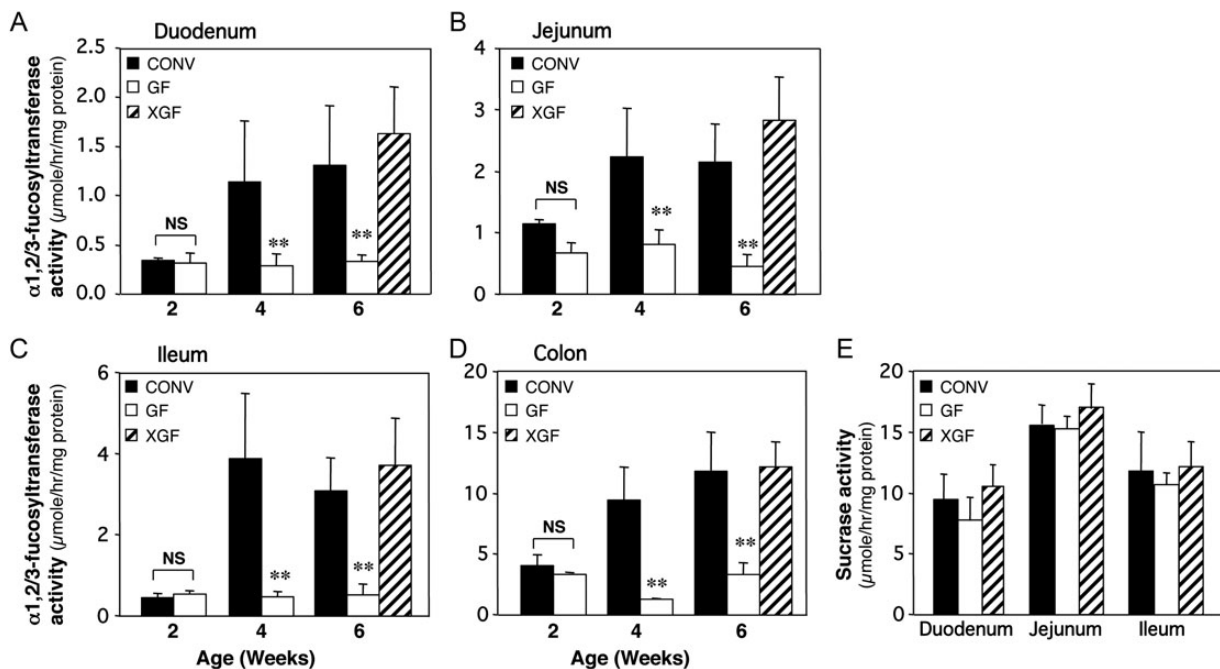 A
Duodenum
α1,2/3-fucosyltransferase
activity (µmole/hr/mg protein)
2.5
2.0
1.5
1.0
0.5
0.0
CONV
GF
XGF
NS
**
**
2
4
6
B
Jejunum
4
3
2
1
0
CONV
GF
XGF
NS
**
**
2
4
6
C
Ileum
α1,2/3-fucosyltransferase
activity (µmole/hr/mg protein)
6
4
2
0
CONV
GF
XGF
NS
**
**
2
4
6
Age (Weeks)
D
Colon
20
15
10
5
0
CONV
GF
XGF
NS
**
**
2
4
6
Age (Weeks)
E
Sucrase activity
(µmole/hr/mg protein)
20
15
10
5
0
CONV
GF
XGF
Duodenum Jejunum Ileum